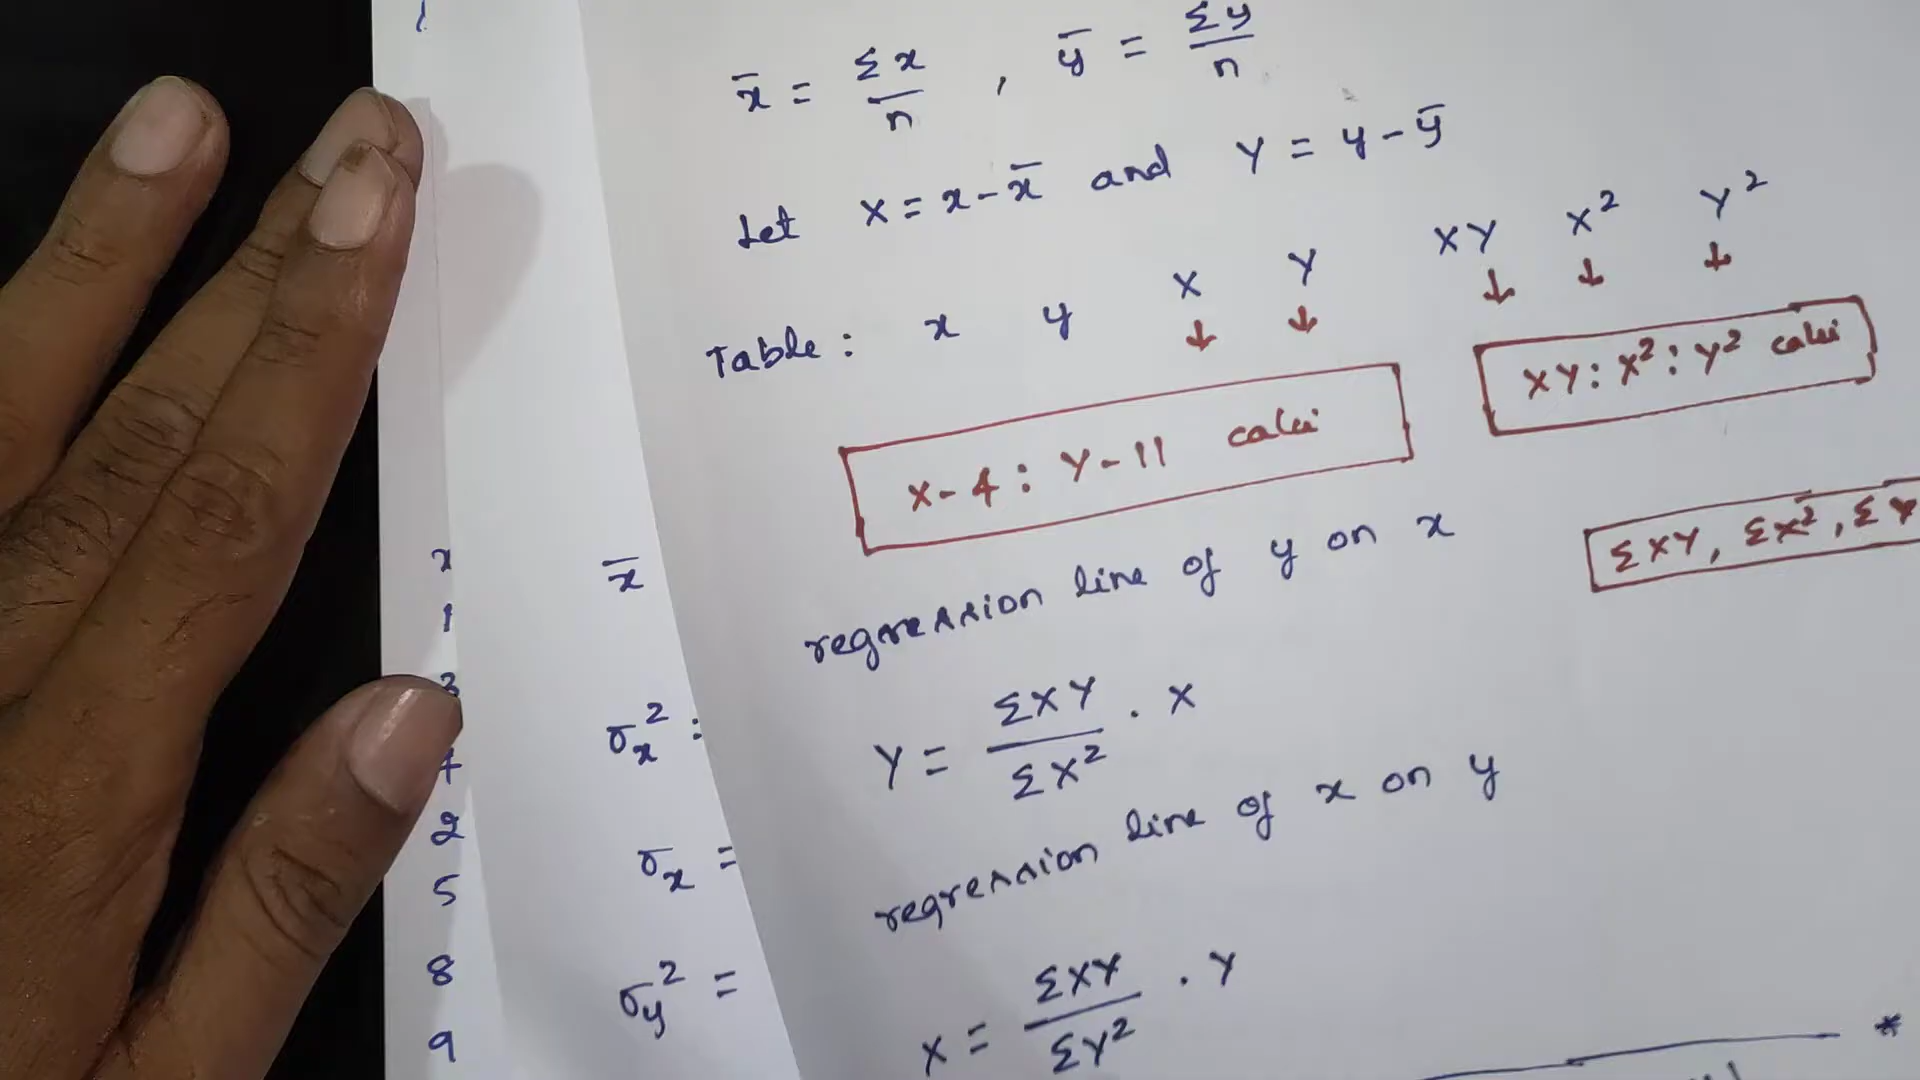 x̄ = Σx/n , ȳ = Σy/n
Let X = x - x̄ and Y = y - ȳ
Table : x y X Y XY X² Y²
↓ ↓ ↓ ↓ ↓
XY : X² : Y² calci
X - 4 : Y - 11 calci
ΣXY, ΣX², ΣY
regression line of y on x
Y = ΣXY/ΣX² . X
regression line of x on y
X = ΣXY/ΣY² . Y
*
x x̄
1
3
σx² :
2
σx =
5
8
σy² =
9